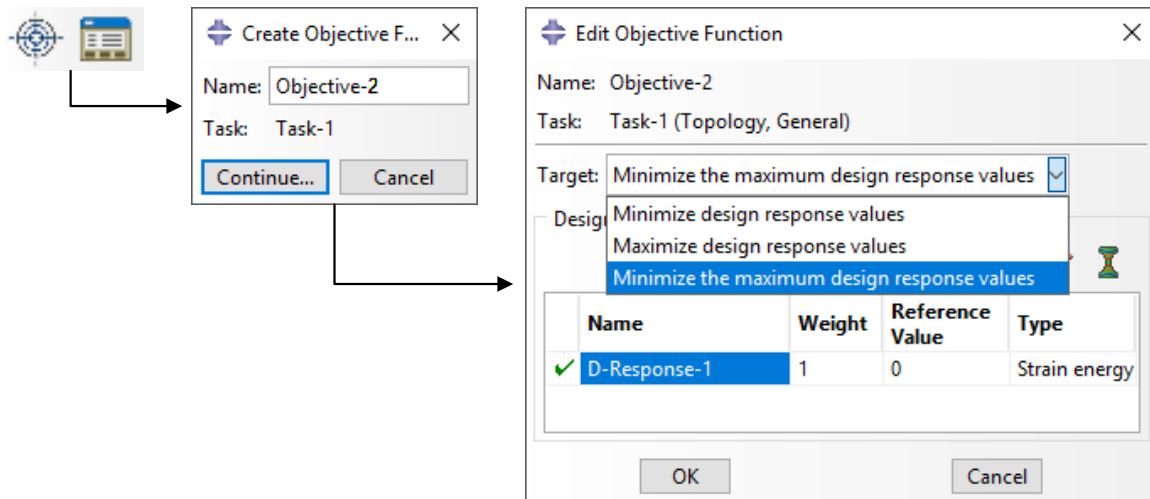 Create Objective F...
Name: Objective-2
Task: Task-1
Continue... Cancel
Edit Objective Function
Name: Objective-2
Task: Task-1 (Topology, General)
Target: Minimize the maximum design response values
Minimize design response values
Maximize design response values
Minimize the maximum design response values
Desig
Name Weight Reference Value Type
D-Response-1 1 0 Strain energy
OK Cancel